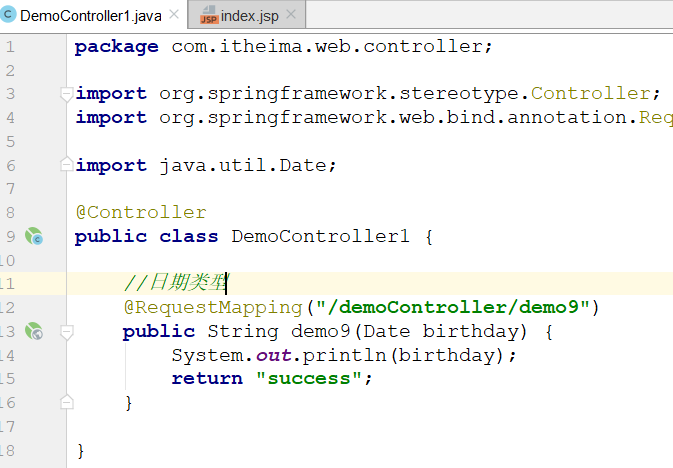 DemoController1.java
index.jsp
1 package com.itheima.web.controller;
2
3 import org.springframework.stereotype.Controller;
4 import org.springframework.web.bind.annotation.Req
5
6 import java.util.Date;
7
8 @Controller
9 public class DemoController1 {
10
11 //日期类型
12 @RequestMapping("/demoController/demo9")
13 public String demo9(Date birthday) {
14 System.out.println(birthday);
15 return "success";
16 }
17
18 }